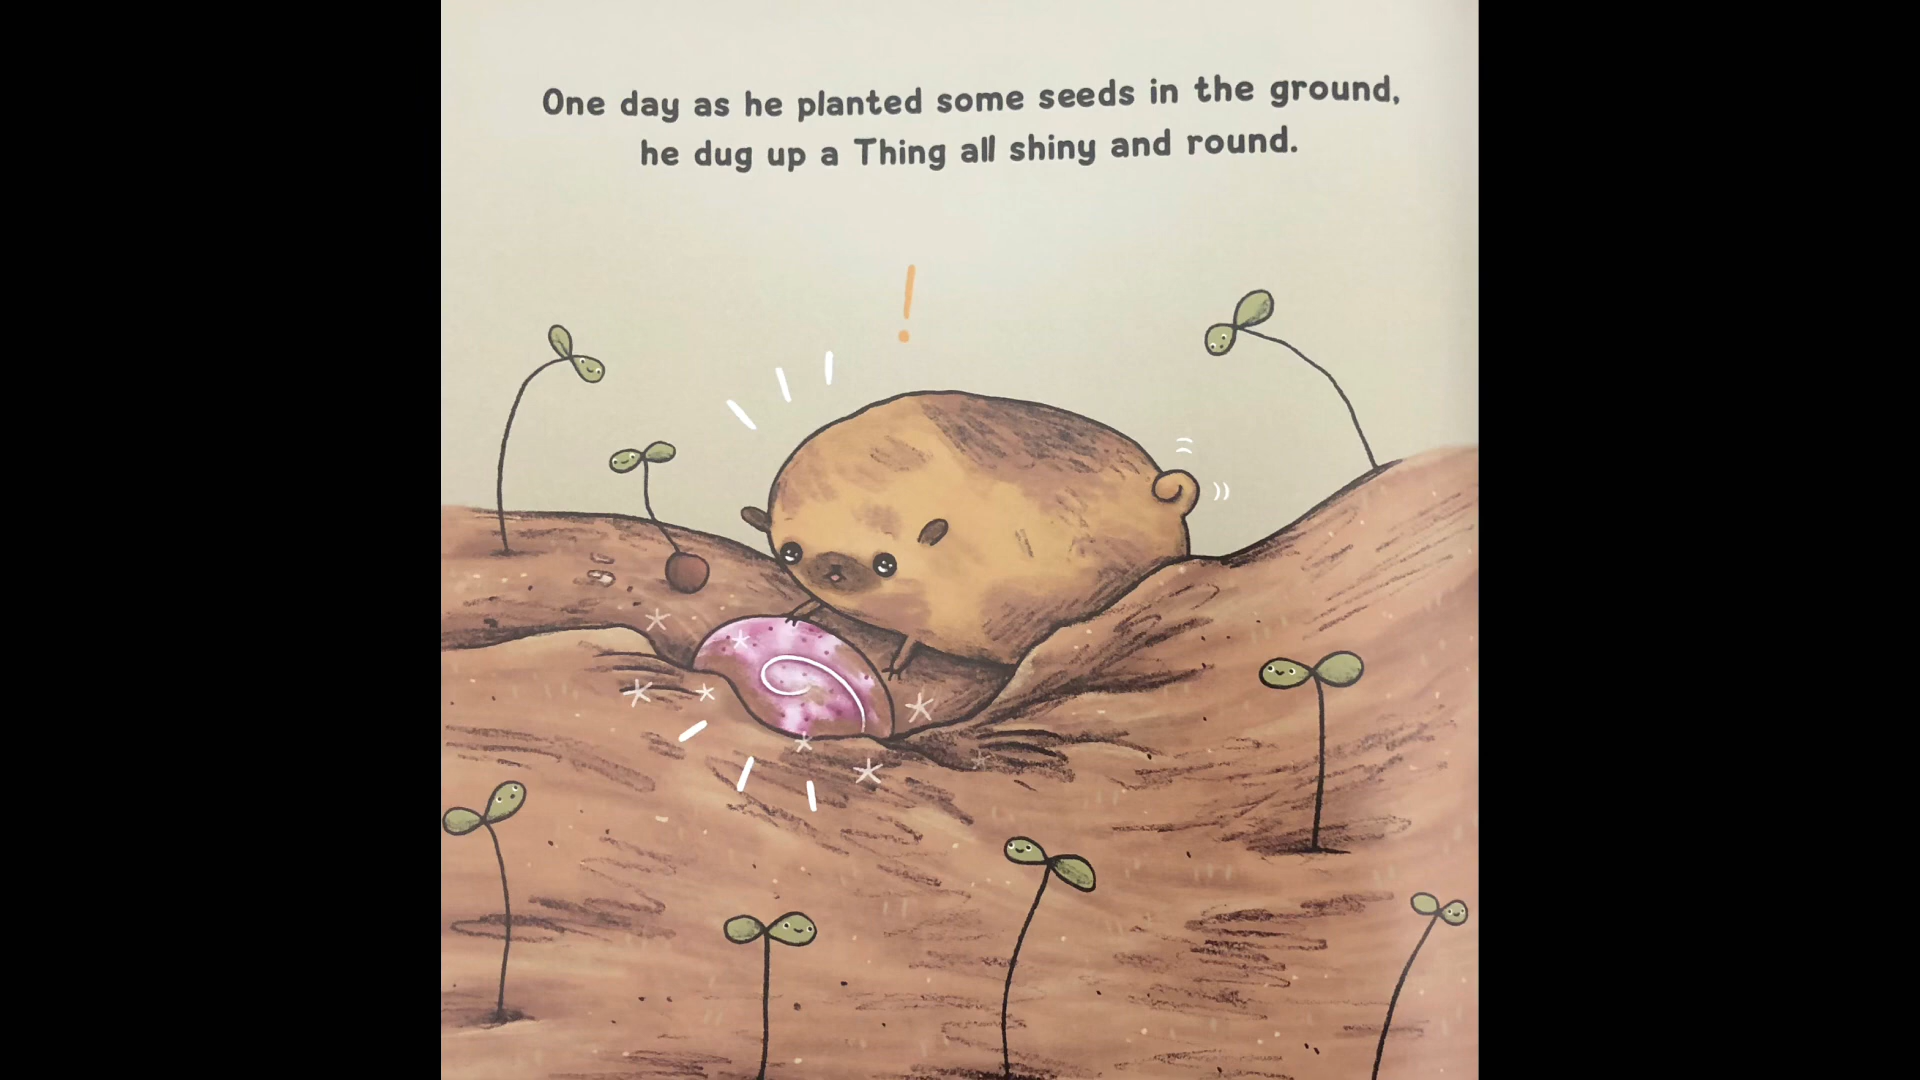 One day as he planted some seeds in the ground,
he dug up a Thing all shiny and round.
!